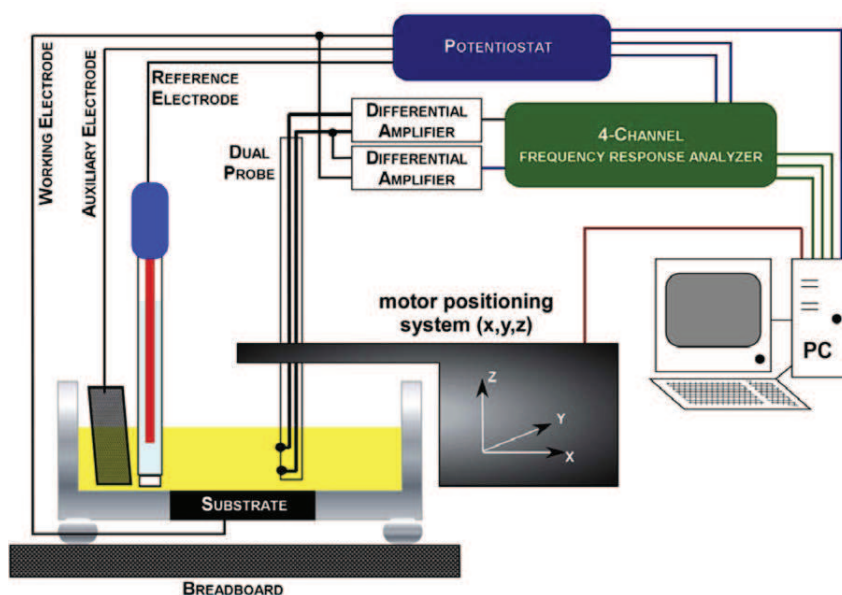 POTENTIOSTAT
WORKING ELECTRODE
AUXILIARY ELECTRODE
REFERENCE
ELECTRODE
DUAL
PROBE
DIFFERENTIAL
AMPLIFIER
DIFFERENTIAL
AMPLIFIER
4-CHANNEL
FREQUENCY RESPONSE ANALYZER
motor positioning
system (x,y,z)
PC
Z
Y
X
SUBSTRATE
BREADBOARD